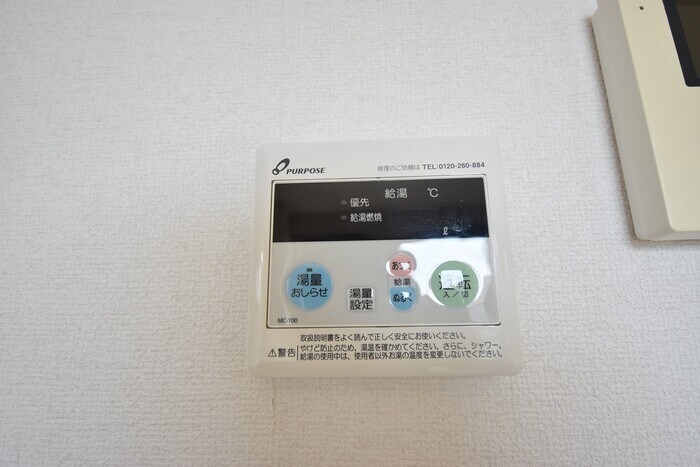 PURPOSE
修理のご依頼は TEL:0120-260-884
給湯 ℃
優先
給湯燃焼
ℓ
湯量
おしらせ
湯量
設定
あつく
給湯
ぬるく
運転
入／切
MC-100
取扱説明書をよく読んで正しく安全にお使いください。
⚠警告 やけど防止のため、湯温を確かめてください。さらに、シャワー、
給湯の使用中は、使用者以外お湯の温度を変更しないでください。